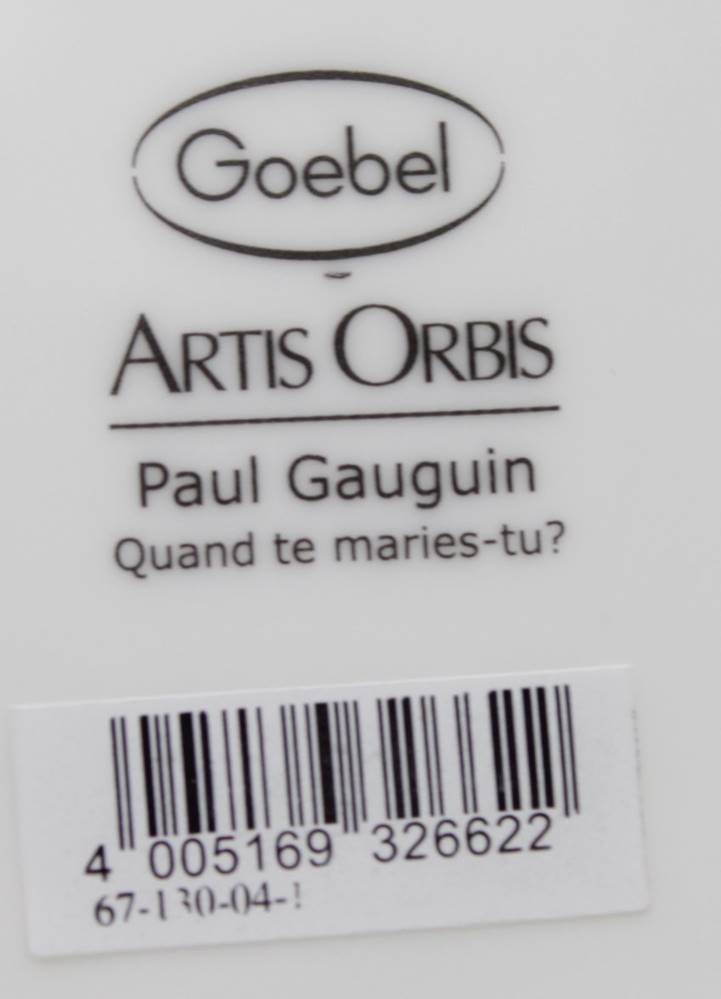 Goebel
ARTIS ORBIS
Paul Gauguin
Quand te maries-tu?
4 005169 326622
67-130-04-